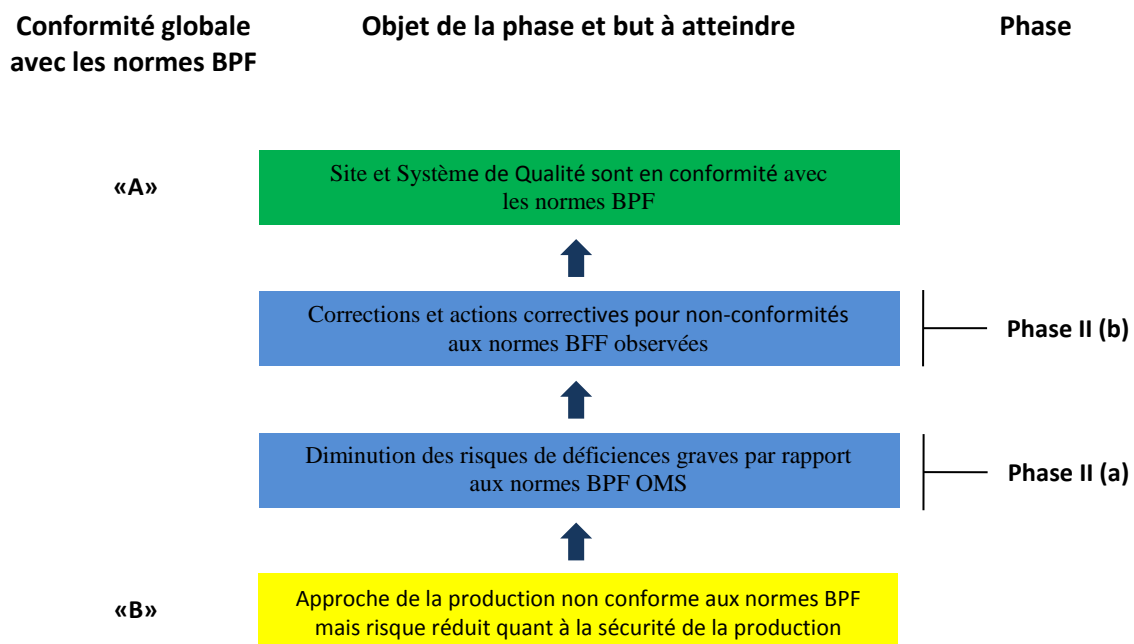 Conformité globale
avec les normes BPF
Objet de la phase et but à atteindre
Phase
«A»
Site et Système de Qualité sont en conformité avec
les normes BPF
Corrections et actions correctives pour non-conformités
aux normes BFF observées
Phase II (b)
Diminution des risques de déficiences graves par rapport
aux normes BPF OMS
Phase II (a)
«B»
Approche de la production non conforme aux normes BPF
mais risque réduit quant à la sécurité de la production